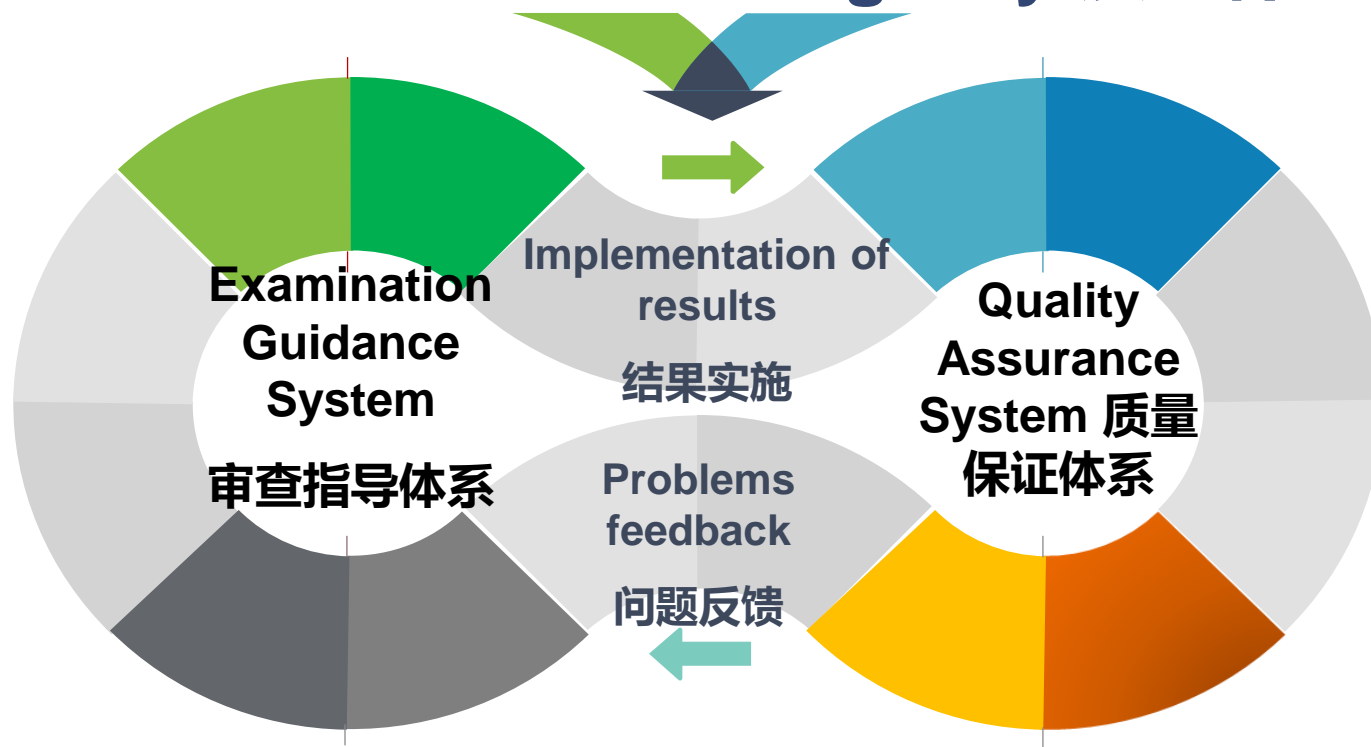 Implementation of
results
结果实施
Examination
Guidance
System
审查指导体系
Quality
Assurance
System 质量
保证体系
Problems
feedback
问题反馈